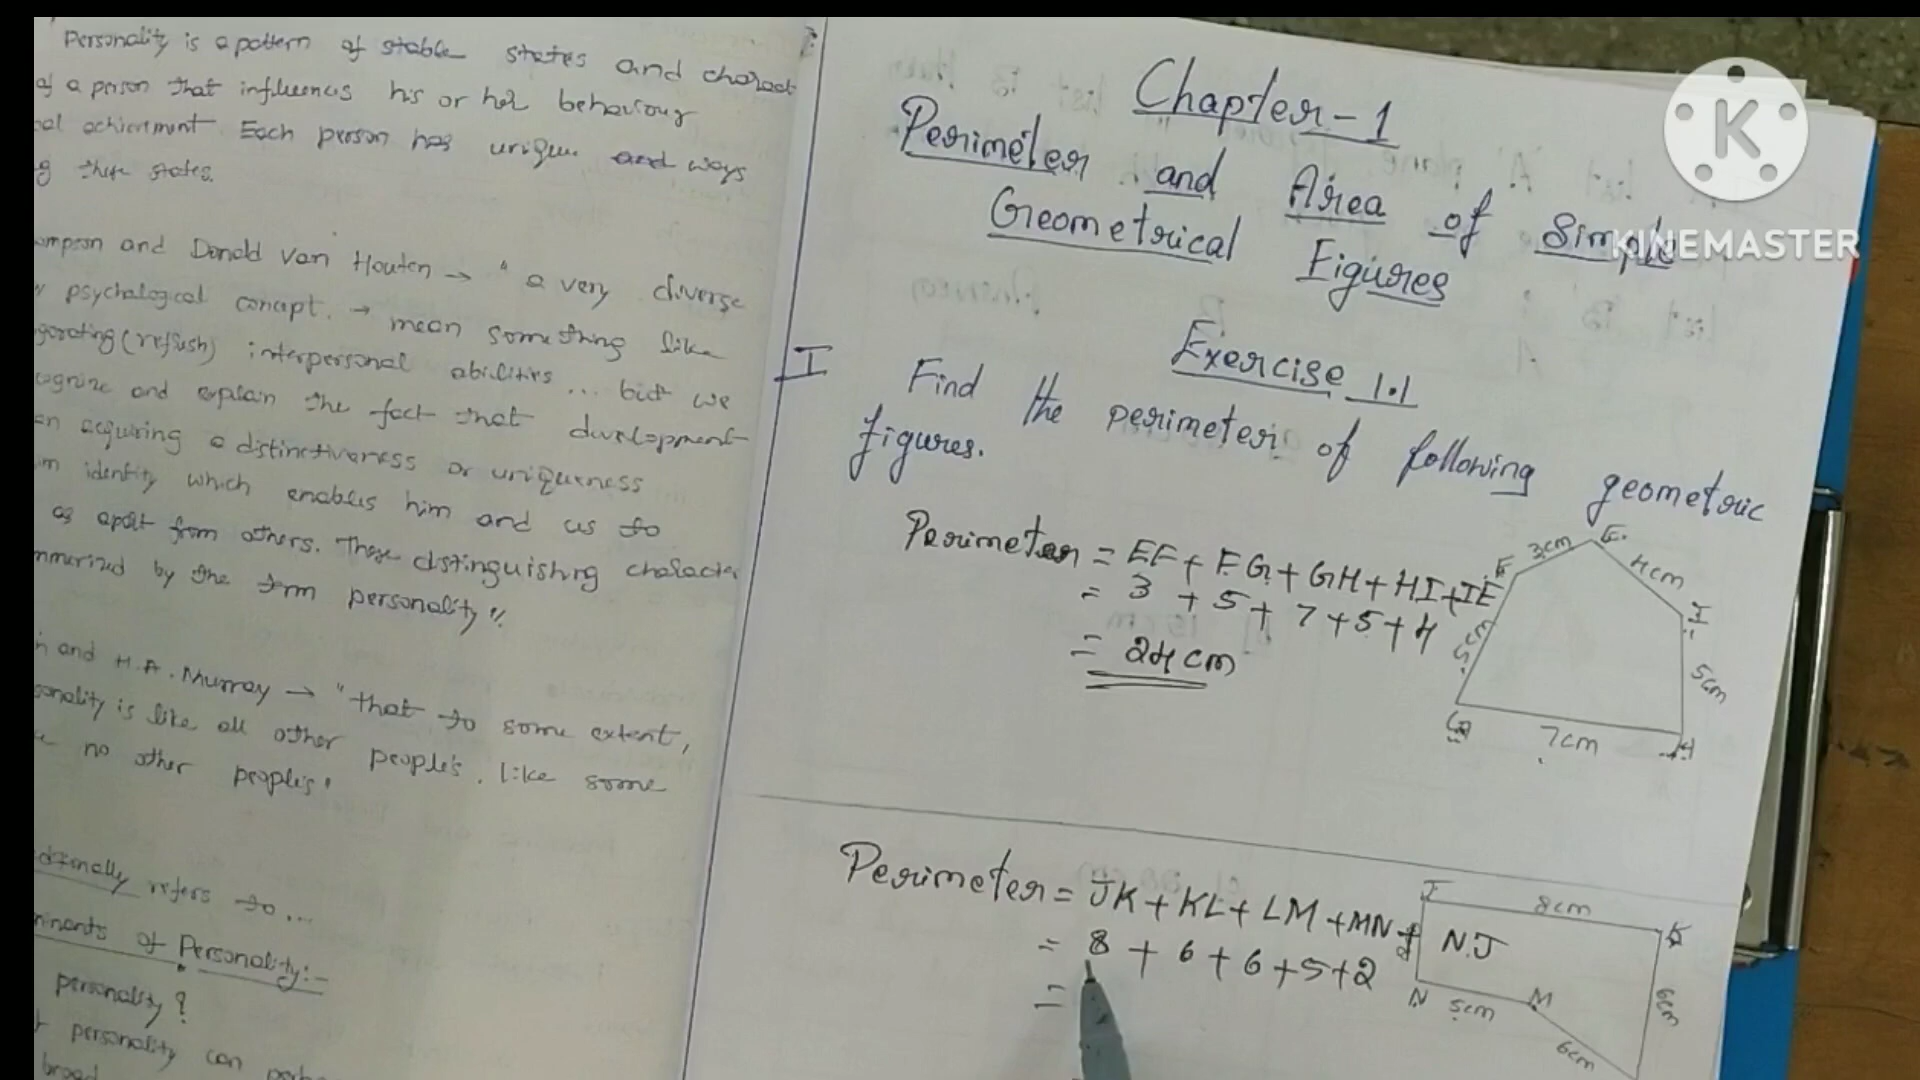 Personality is a pattern of stable states and charact
of a person that influences his or her behaviour
achievement. Each person has unique and ways
these states.
and Donald Van Houten → "a very diverse
psychological concept. → mean something like
(refresh) interpersonal abilities ... but we
and explain the fact that development
acquiring a distinctiveness or uniqueness
identity which enables him and us to
as apart from others. These distinguishing character
by the term personality".
and H.A. Murray → "that to some extent,
is like all other people's. like some
no other people's"
refers to...
of Personality:-
personality?
personality can
broad
Chapter-1
Perimeter and Area of Simple
Geometrical Figures
Exercise 1.1
I Find the perimeter of following geometric
figures.
Perimeter = EF + FG + GH + HI + IE
= 3 + 5 + 7 + 5 + 4
= 24 cm
F 3cm E
4cm
I
5cm
5cm
G 7cm H
Perimeter = JK + KL + LM + MN + NJ
= 8 + 6 + 6 + 5 + 2
=
J 8cm K
N 5cm M
6cm
6cm
K
KINEMASTER